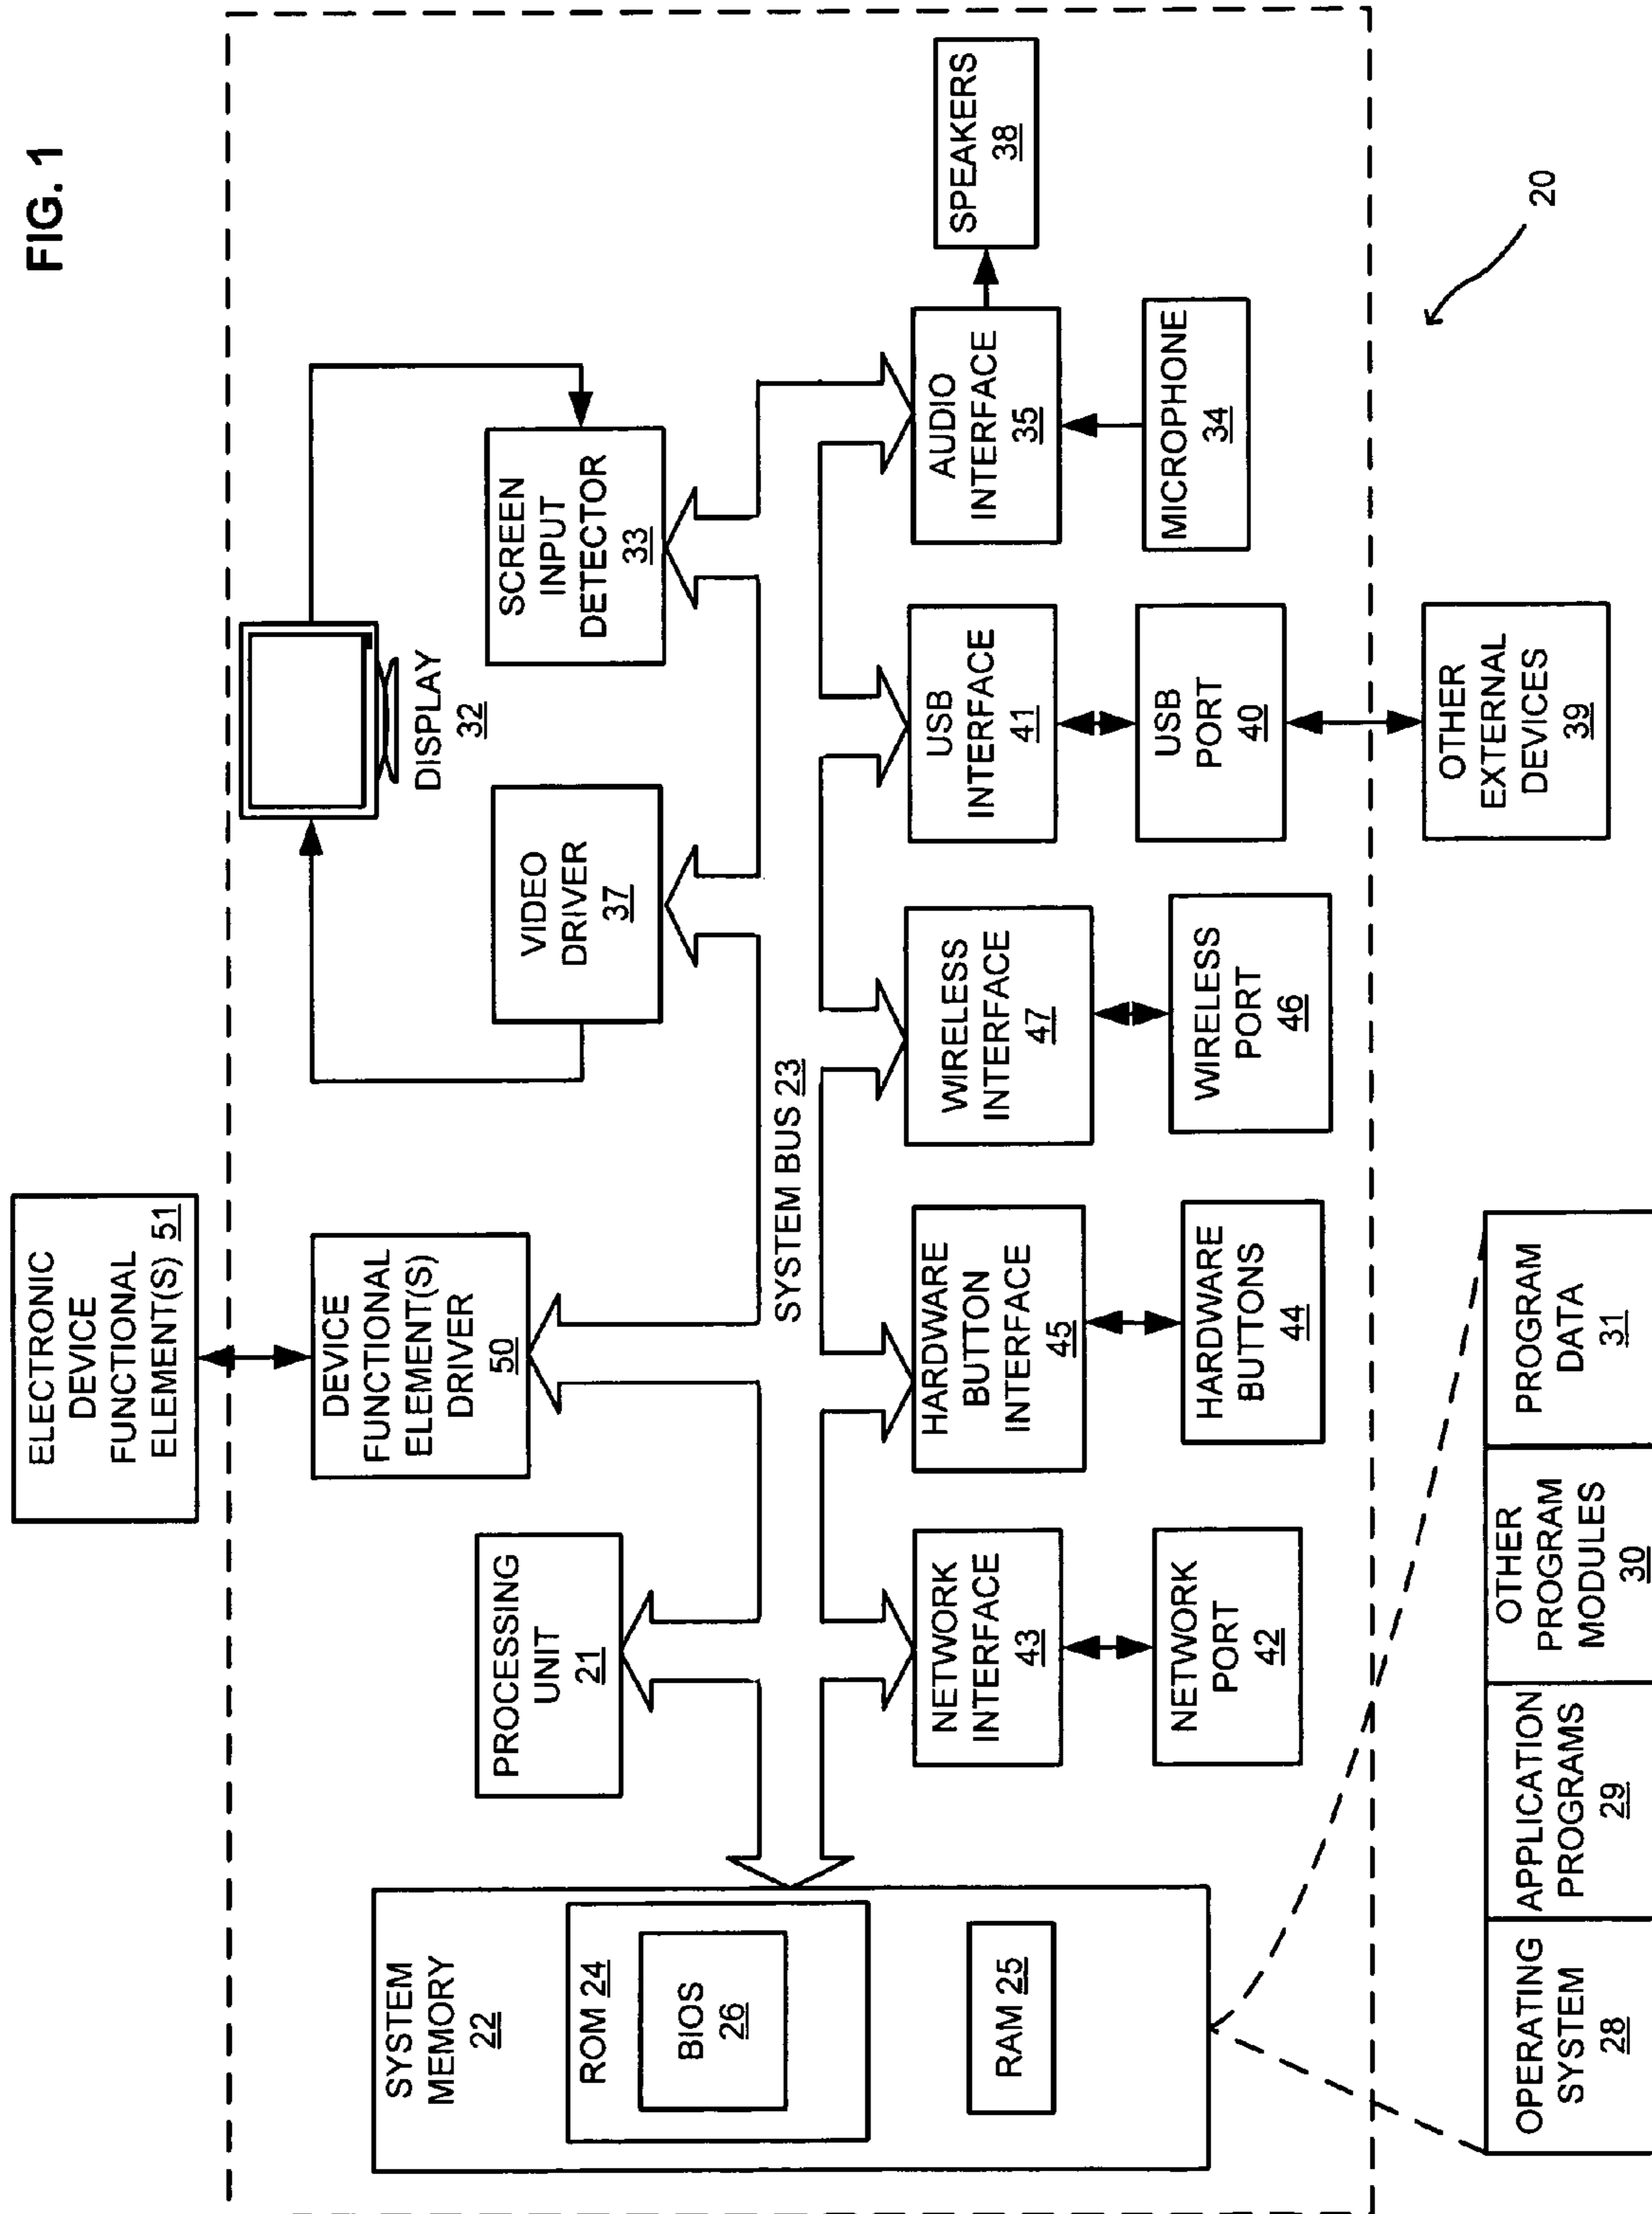 FIG. 1
ELECTRONIC
DEVICE
FUNCTIONAL
ELEMENT(S) 51
SYSTEM
MEMORY
22
ROM 24
BIOS
26
RAM 25
PROCESSING
UNIT
21
DEVICE
FUNCTIONAL
ELEMENT(S)
DRIVER
50
VIDEO
DRIVER
37
DISPLAY
32
SCREEN
INPUT
DETECTOR
33
SYSTEM BUS 23
NETWORK
INTERFACE
43
HARDWARE
BUTTON
INTERFACE
45
WIRELESS
INTERFACE
47
USB
INTERFACE
41
AUDIO
INTERFACE
35
SPEAKERS
38
NETWORK
PORT
42
HARDWARE
BUTTONS
44
WIRELESS
PORT
46
USB
PORT
40
MICROPHONE
34
OPERATING
SYSTEM
28
APPLICATION
PROGRAMS
29
OTHER
PROGRAM
MODULES
30
PROGRAM
DATA
31
OTHER
EXTERNAL
DEVICES
39
20